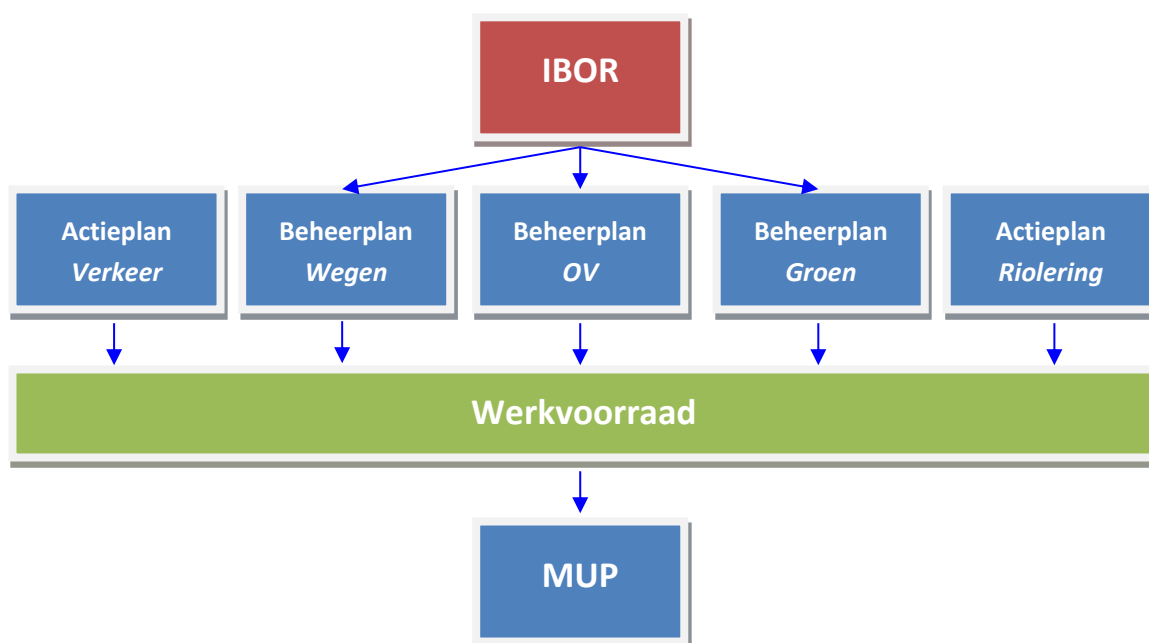 IBOR
Actieplan
Verkeer
Beheerplan
Wegen
Beheerplan
OV
Beheerplan
Groen
Actieplan
Riolering
Werkvoorraad
MUP